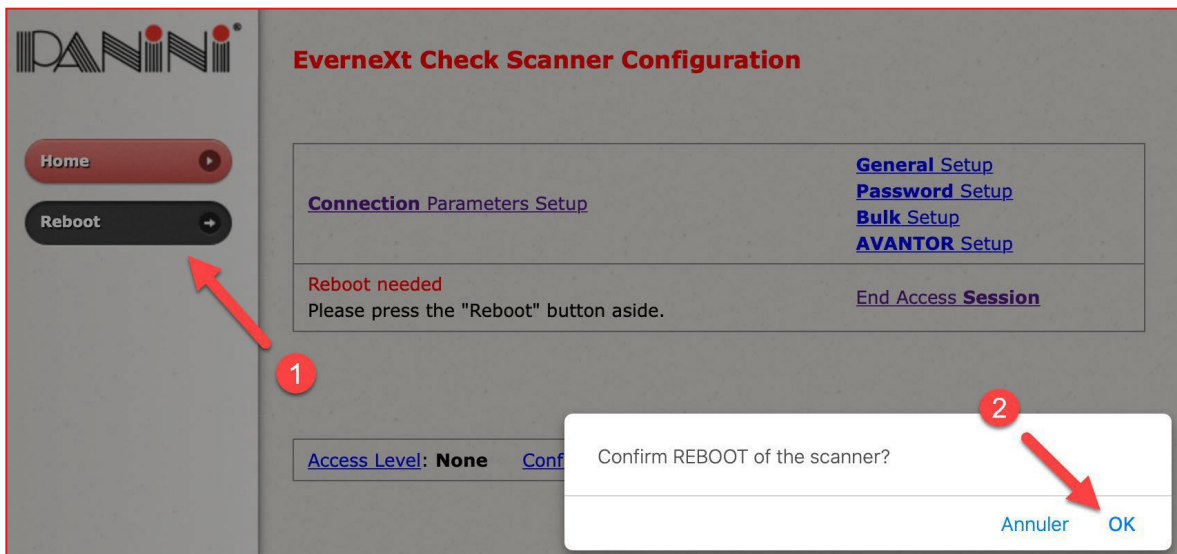 PANiNi
EverneXt Check Scanner Configuration
Home
Reboot
Connection Parameters Setup
General Setup
Password Setup
Bulk Setup
AVANTOR Setup
Reboot needed
Please press the "Reboot" button aside.
End Access Session
1
Access Level: None Conf
2
Confirm REBOOT of the scanner?
Annuler OK